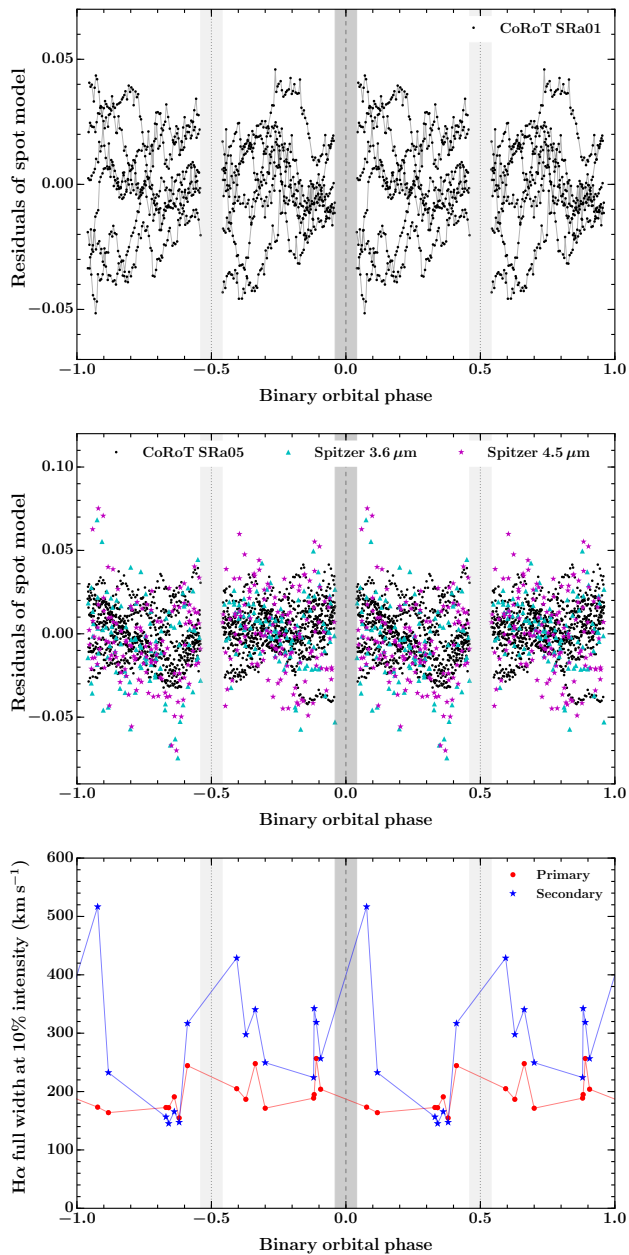 CoRoT SRa01
0.05
0.00
−0.05
Residuals of spot model
−1.0 −0.5 0.0 0.5 1.0
Binary orbital phase
CoRoT SRa05 Spitzer 3.6 μm Spitzer 4.5 μm
0.10
0.05
0.00
−0.05
Residuals of spot model
−1.0 −0.5 0.0 0.5 1.0
Binary orbital phase
Primary
Secondary
600
500
400
300
200
100
0
Hα full width at 10% intensity (km s⁻¹)
−1.0 −0.5 0.0 0.5 1.0
Binary orbital phase